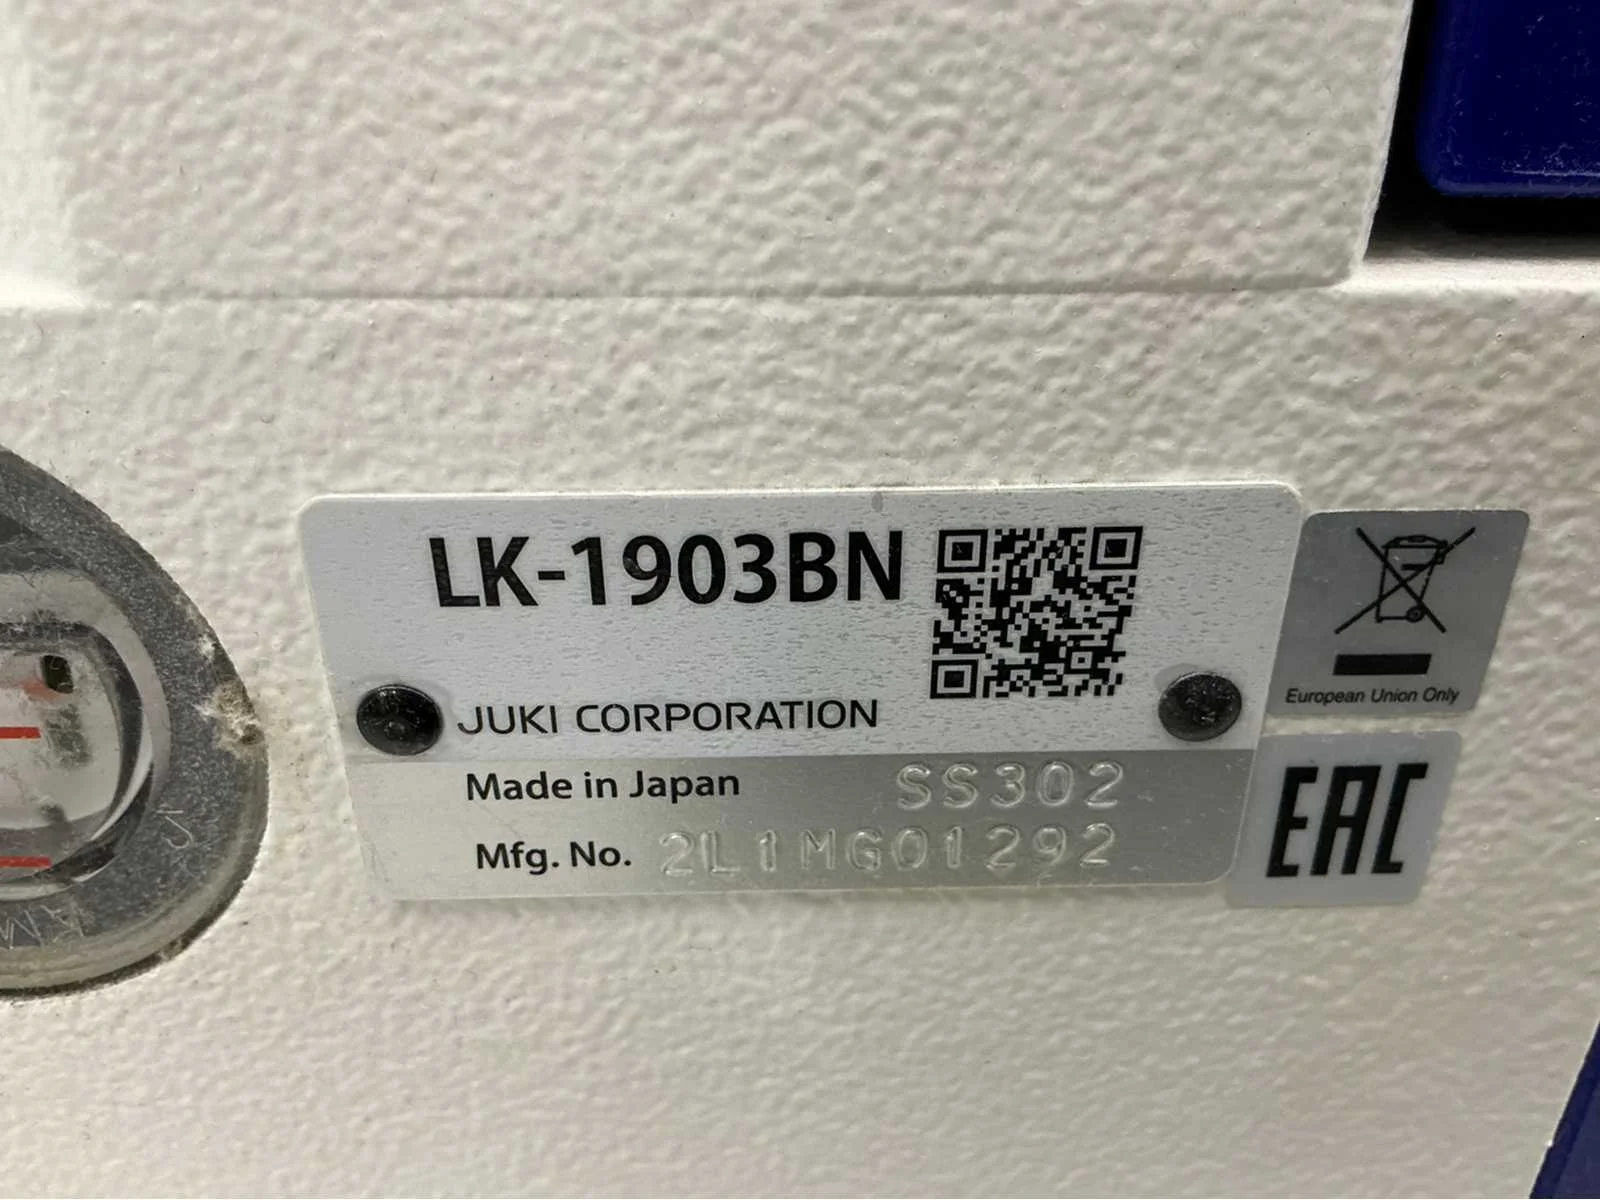 LK-1903BN
JUKI CORPORATION
Made in Japan SS302
Mfg. No. 2L1MG01292
European Union Only
EAC